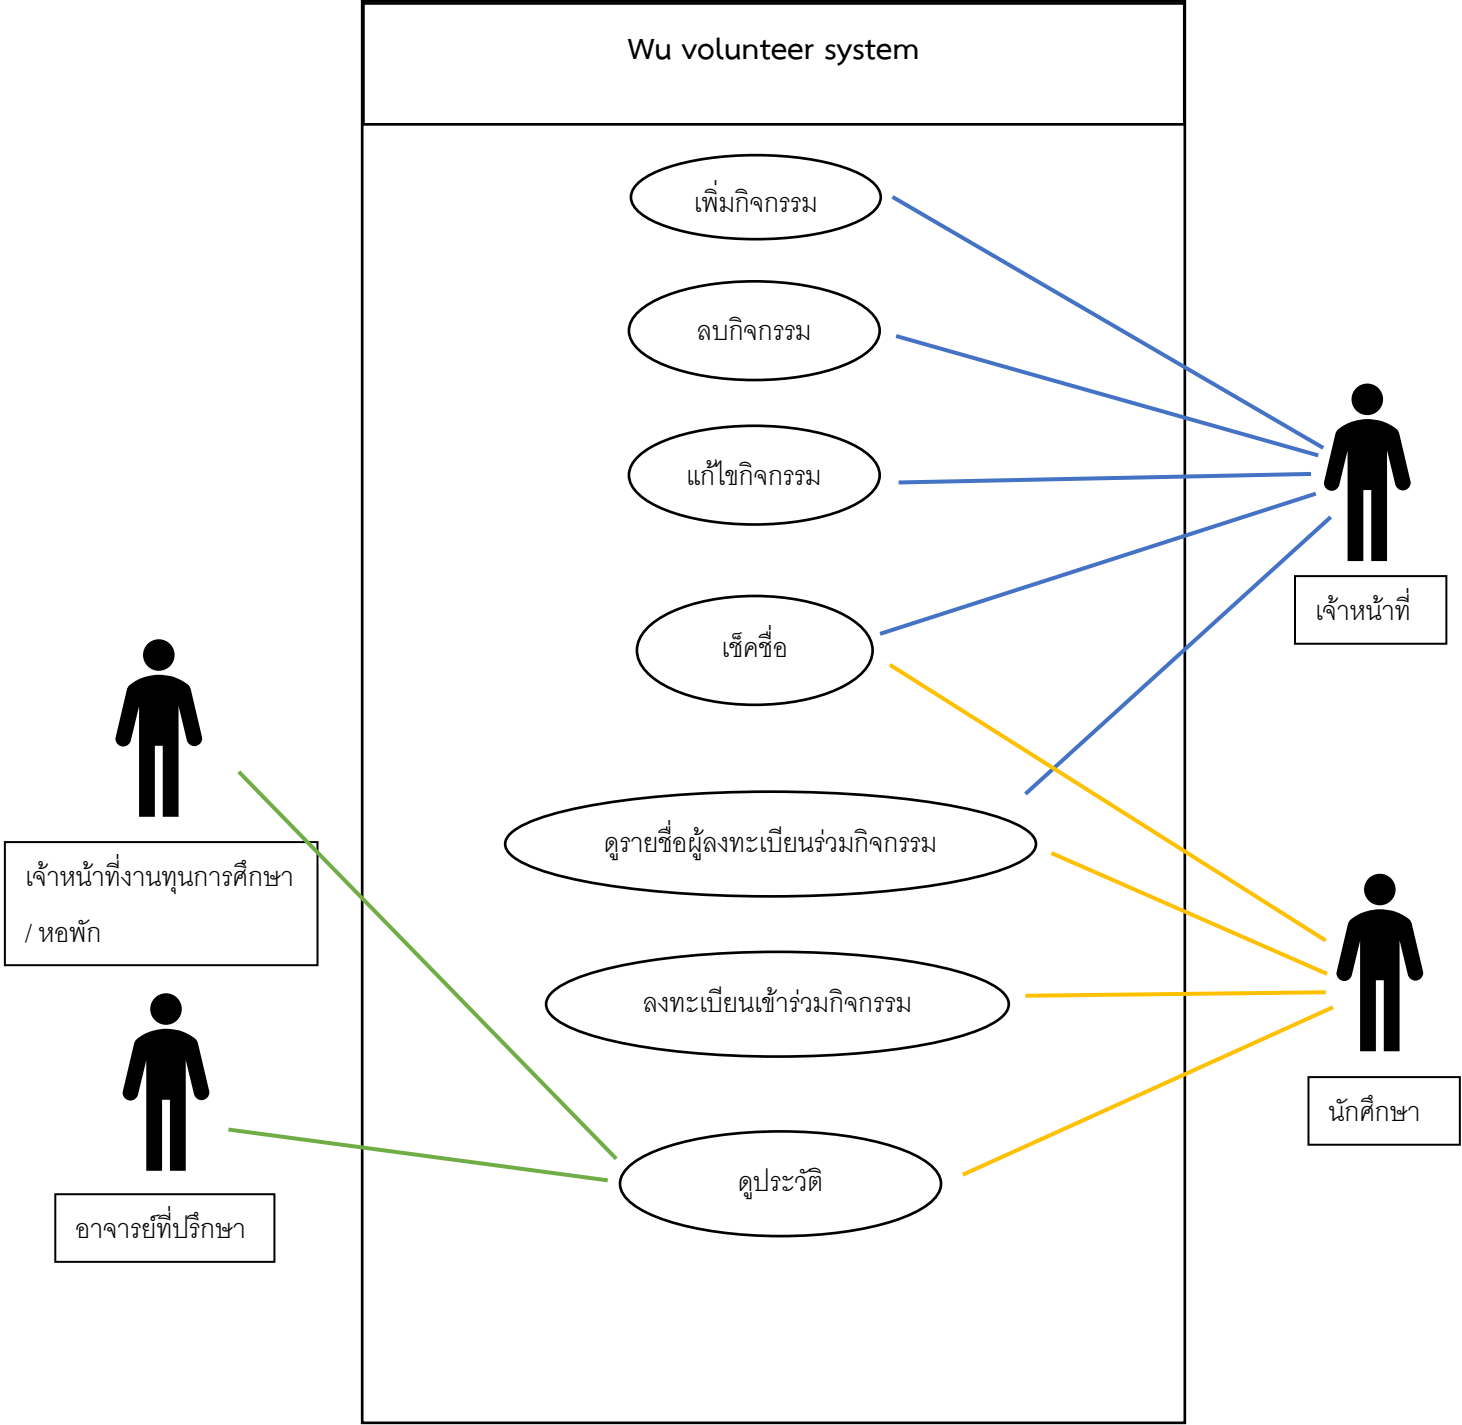 Wu volunteer system
เพิ่มกิจกรรม
ลบกิจกรรม
แก้ไขกิจกรรม
เช็คชื่อ
ดูรายชื่อผู้ลงทะเบียนร่วมกิจกรรม
ลงทะเบียนเข้าร่วมกิจกรรม
ดูประวัติ
เจ้าหน้าที่
นักศึกษา
เจ้าหน้าที่งานทุนการศึกษา
/ หอพัก
อาจารย์ที่ปรึกษา